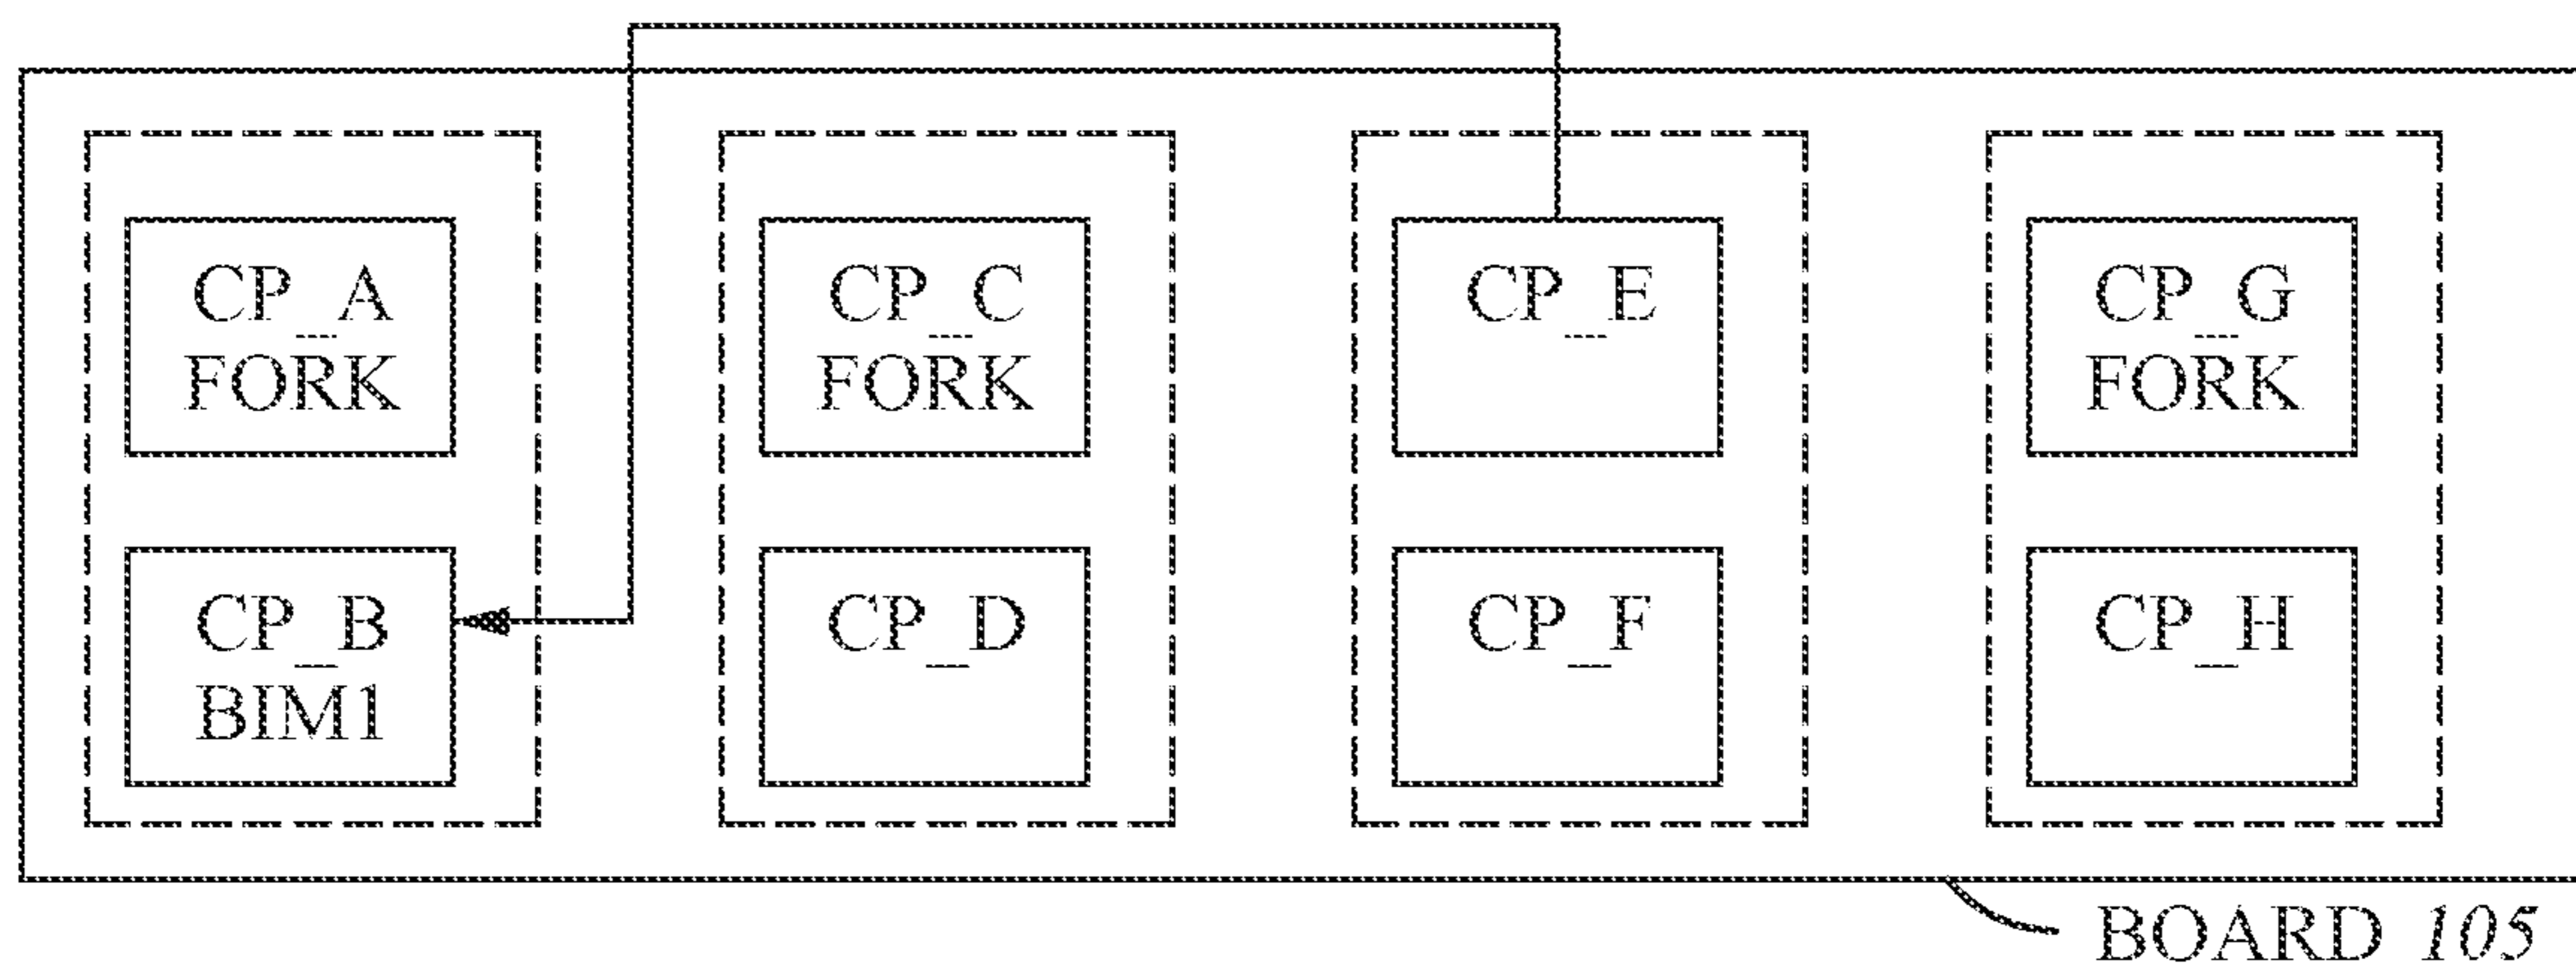 CP_A
FORK
CP_B
BIM1
CP_C
FORK
CP_D
CP_E
CP_F
CP_G
FORK
CP_H
BOARD 105